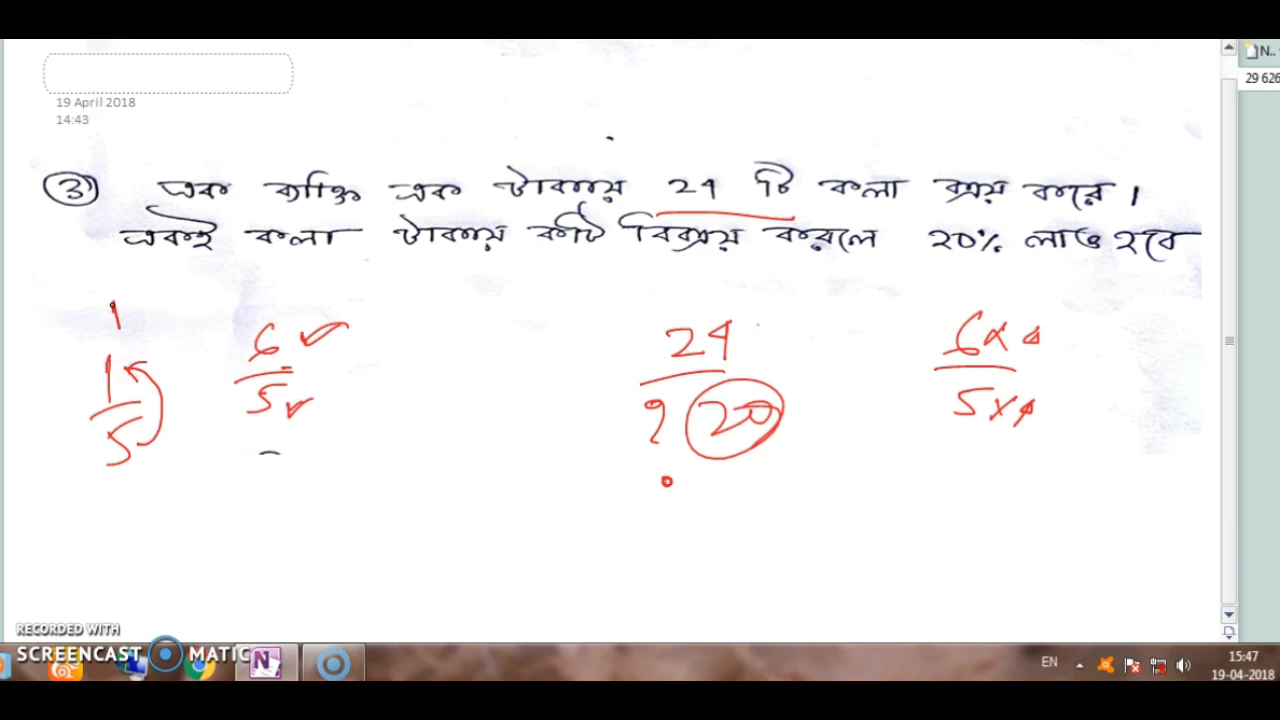 N..
29 626
19 April 2018
14:43
3) এক ব্যক্তি এক টাকায় 24 টি কলা ক্রয় করে।
একই কলা টাকায় কটি বিক্রয় করলে ২০% লাভ হবে
1
1/5
6/5
24
? 20
6×4
5×4
RECORDED WITH
SCREENCAST MATIC
EN
15:47
19-04-2018